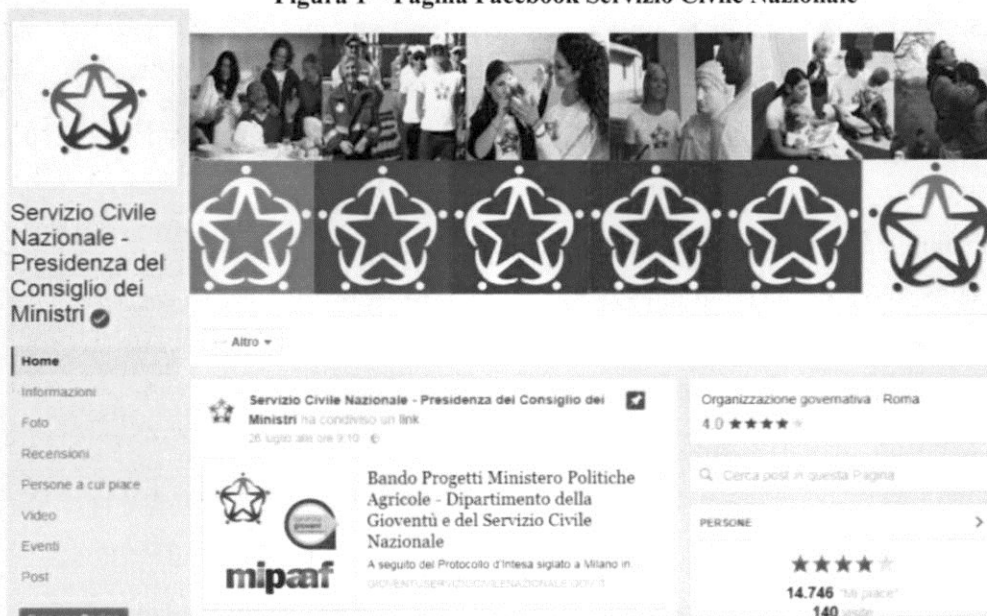 Figura 1 – Pagina Facebook Servizio Civile Nazionale
Servizio Civile
Nazionale -
Presidenza del
Consiglio dei
Ministri
Home
Informazioni
Foto
Recensioni
Persone a cui piace
Video
Eventi
Post
Altro
Servizio Civile Nazionale - Presidenza del Consiglio dei
Ministri ha condiviso un link
26 luglio alle ore 9:10
Bando Progetti Ministero Politiche
Agricole - Dipartimento della
Gioventù e del Servizio Civile
Nazionale
A seguito del Protocollo d'Intesa siglato a Milano in
GIOVENTUSERVIZIOCIVILENAZIONALE.GOV.IT
mipaaf
Organizzazione governativa · Roma
4.0
Cerca post in questa Pagina
PERSONE
14.746 "Mi piace"
140 visite